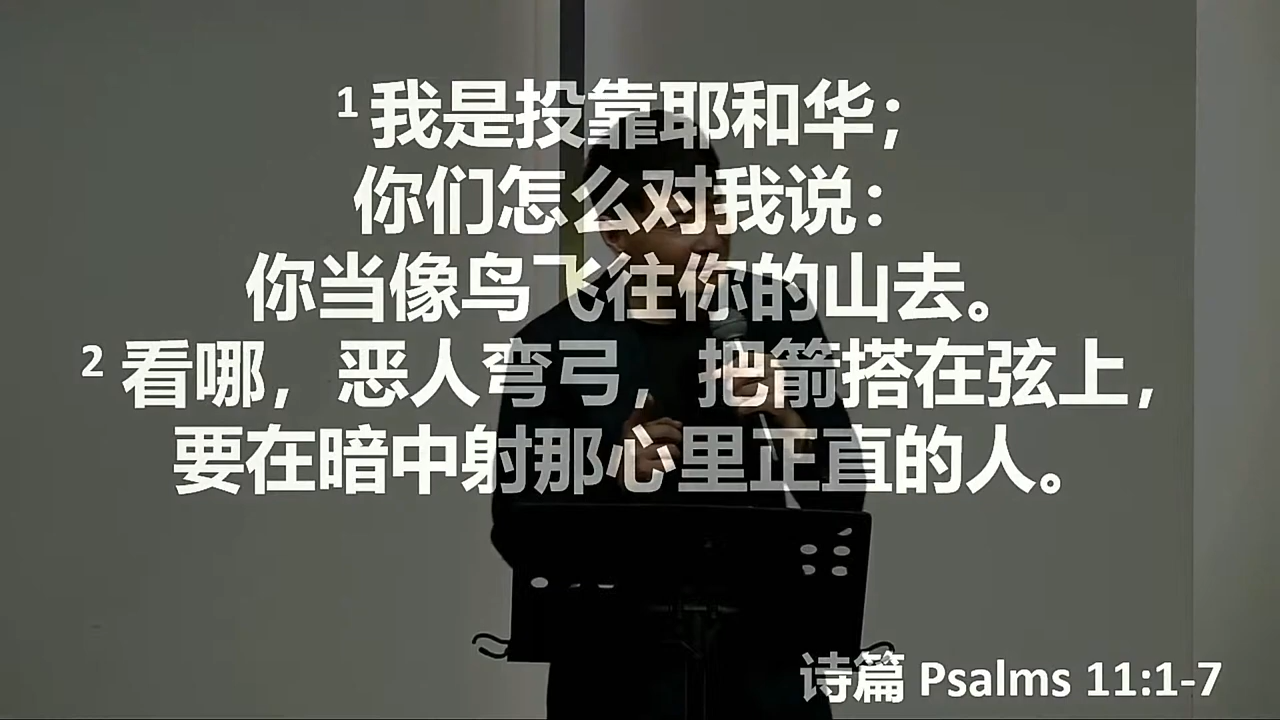 1 我是投靠耶和华；
你们怎么对我说：
你当像鸟飞往你的山去。
2 看哪，恶人弯弓，把箭搭在弦上，
要在暗中射那心里正直的人。
诗篇 Psalms 11:1-7